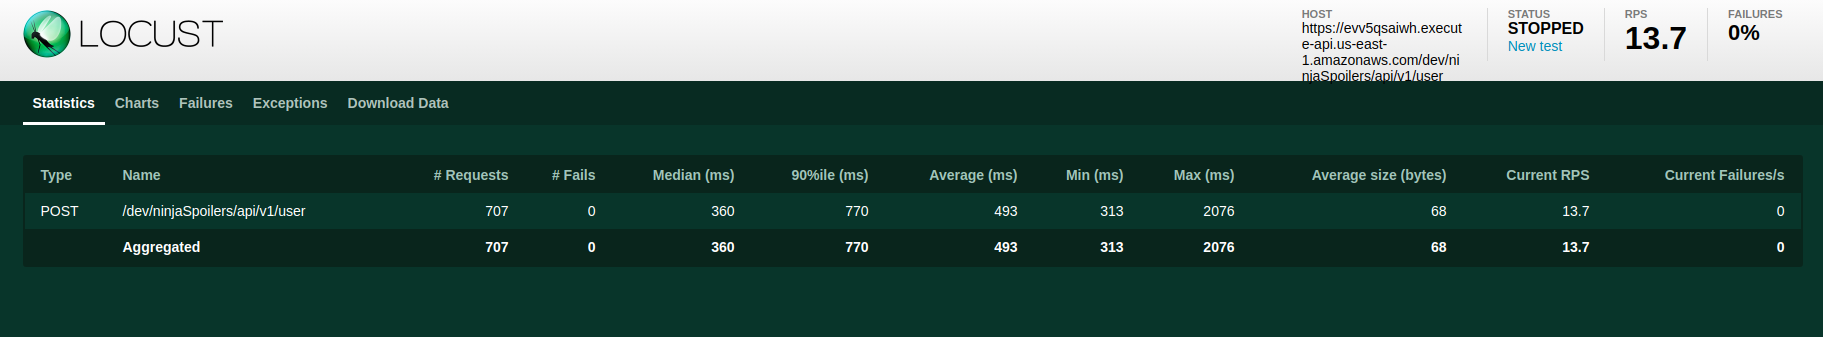 LOCUST
HOST
https://evv5qsaiwh.execut
e-api.us-east-
1.amazonaws.com/dev/ni
njaSpoilers/api/v1/user
STATUS
STOPPED
New test
RPS
13.7
FAILURES
0%
Statistics Charts Failures Exceptions Download Data
Type Name # Requests # Fails Median (ms) 90%ile (ms) Average (ms) Min (ms) Max (ms) Average size (bytes) Current RPS Current Failures/s
POST /dev/ninjaSpoilers/api/v1/user 707 0 360 770 493 313 2076 68 13.7 0
Aggregated 707 0 360 770 493 313 2076 68 13.7 0